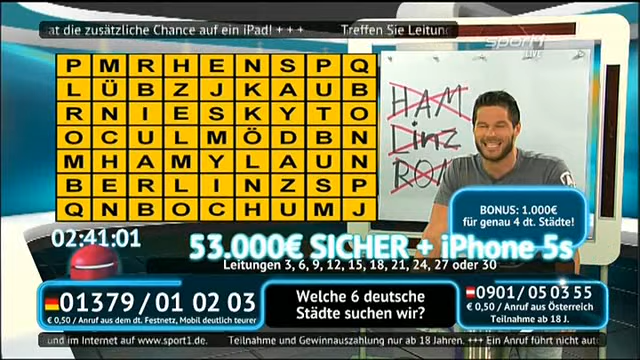 at die zusätzliche Chance auf ein iPad! + + + Treffen Sie Leitung
sport1
LIVE
P M R H E N S P Q
L Ü B Z J K A U B
R N I E S K Y T O
O C U L M Ö D B N
M H A M Y L A U N
B E R L I N Z S P
Q N B O C H U M J
HAM
Linz
ROM
BONUS: 1.000€
für genau 4 dt. Städte!
02:41:01
53.000€ SICHER + iPhone 5s
Leitungen 3, 6, 9, 12, 15, 18, 21, 24, 27 oder 30
01379 / 01 02 03
€ 0,50 / Anruf aus dem dt. Festnetz, Mobil deutlich teurer
Welche 6 deutsche
Städte suchen wir?
0901 / 05 03 55
€ 0,50 / Anruf aus Österreich
Teilnahme ab 18 J.
und im Internet auf www.sport1.de. Teilnahme und Gewinnauszahlung nur ab 18 Jahren. +++ Ein Anruf führt nicht auto